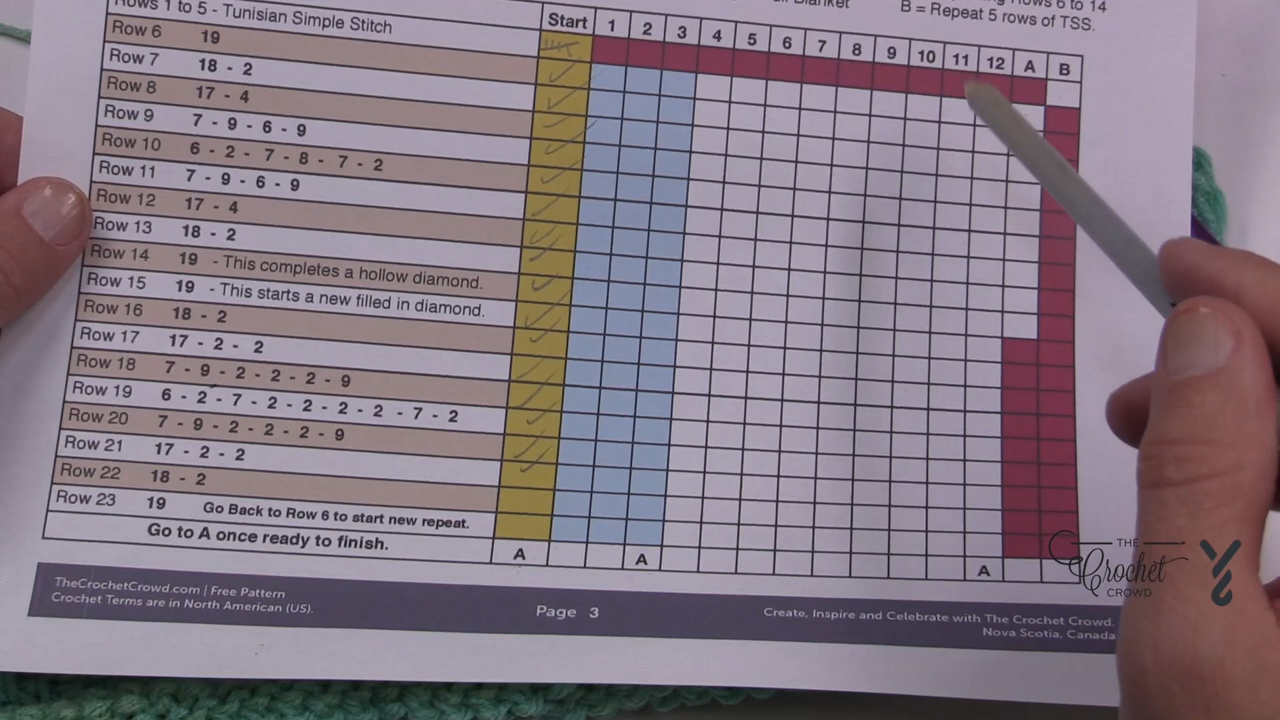 Rows 1 to 5 - Tunisian Simple Stitch
Row 6 19
Row 7 18 - 2
Row 8 17 - 4
Row 9 7 - 9 - 6 - 9
Row 10 6 - 2 - 7 - 8 - 7 - 2
Row 11 7 - 9 - 6 - 9
Row 12 17 - 4
Row 13 18 - 2
Row 14 19 - This completes a hollow diamond.
Row 15 19 - This starts a new filled in diamond.
Row 16 18 - 2
Row 17 17 - 2 - 2
Row 18 7 - 9 - 2 - 2 - 2 - 9
Row 19 6 - 2 - 7 - 2 - 2 - 2 - 2 - 7 - 2
Row 20 7 - 9 - 2 - 2 - 2 - 9
Row 21 17 - 2 - 2
Row 22 18 - 2
Row 23 19 Go Back to Row 6 to start new repeat.
Go to A once ready to finish.
Blanket
Rows 6 to 14
B = Repeat 5 rows of TSS.
Start 1 2 3 4 5 6 7 8 9 10 11 12 A B
A A A
TheCrochetCrowd.com | Free Pattern
Crochet Terms are in North American (US).
Page 3
Create, Inspire and Celebrate with The Crochet Crowd.
Nova Scotia, Canada
THE
Crochet
CROWD